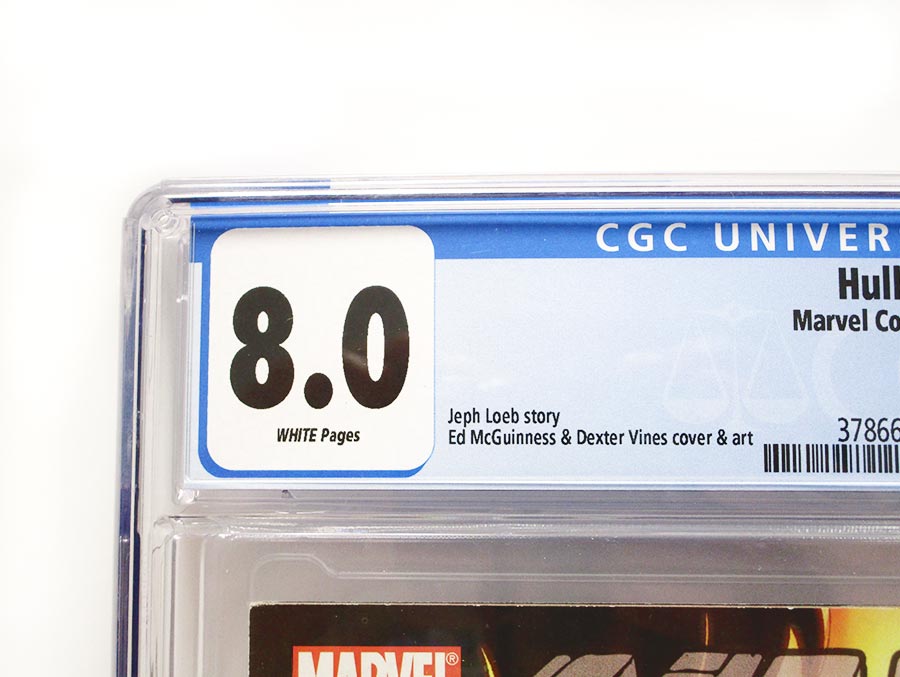 CGC UNIVER
8.0
WHITE Pages
Hul
Marvel Co
Jeph Loeb story
Ed McGuinness & Dexter Vines cover & art
37866
MARVEL®